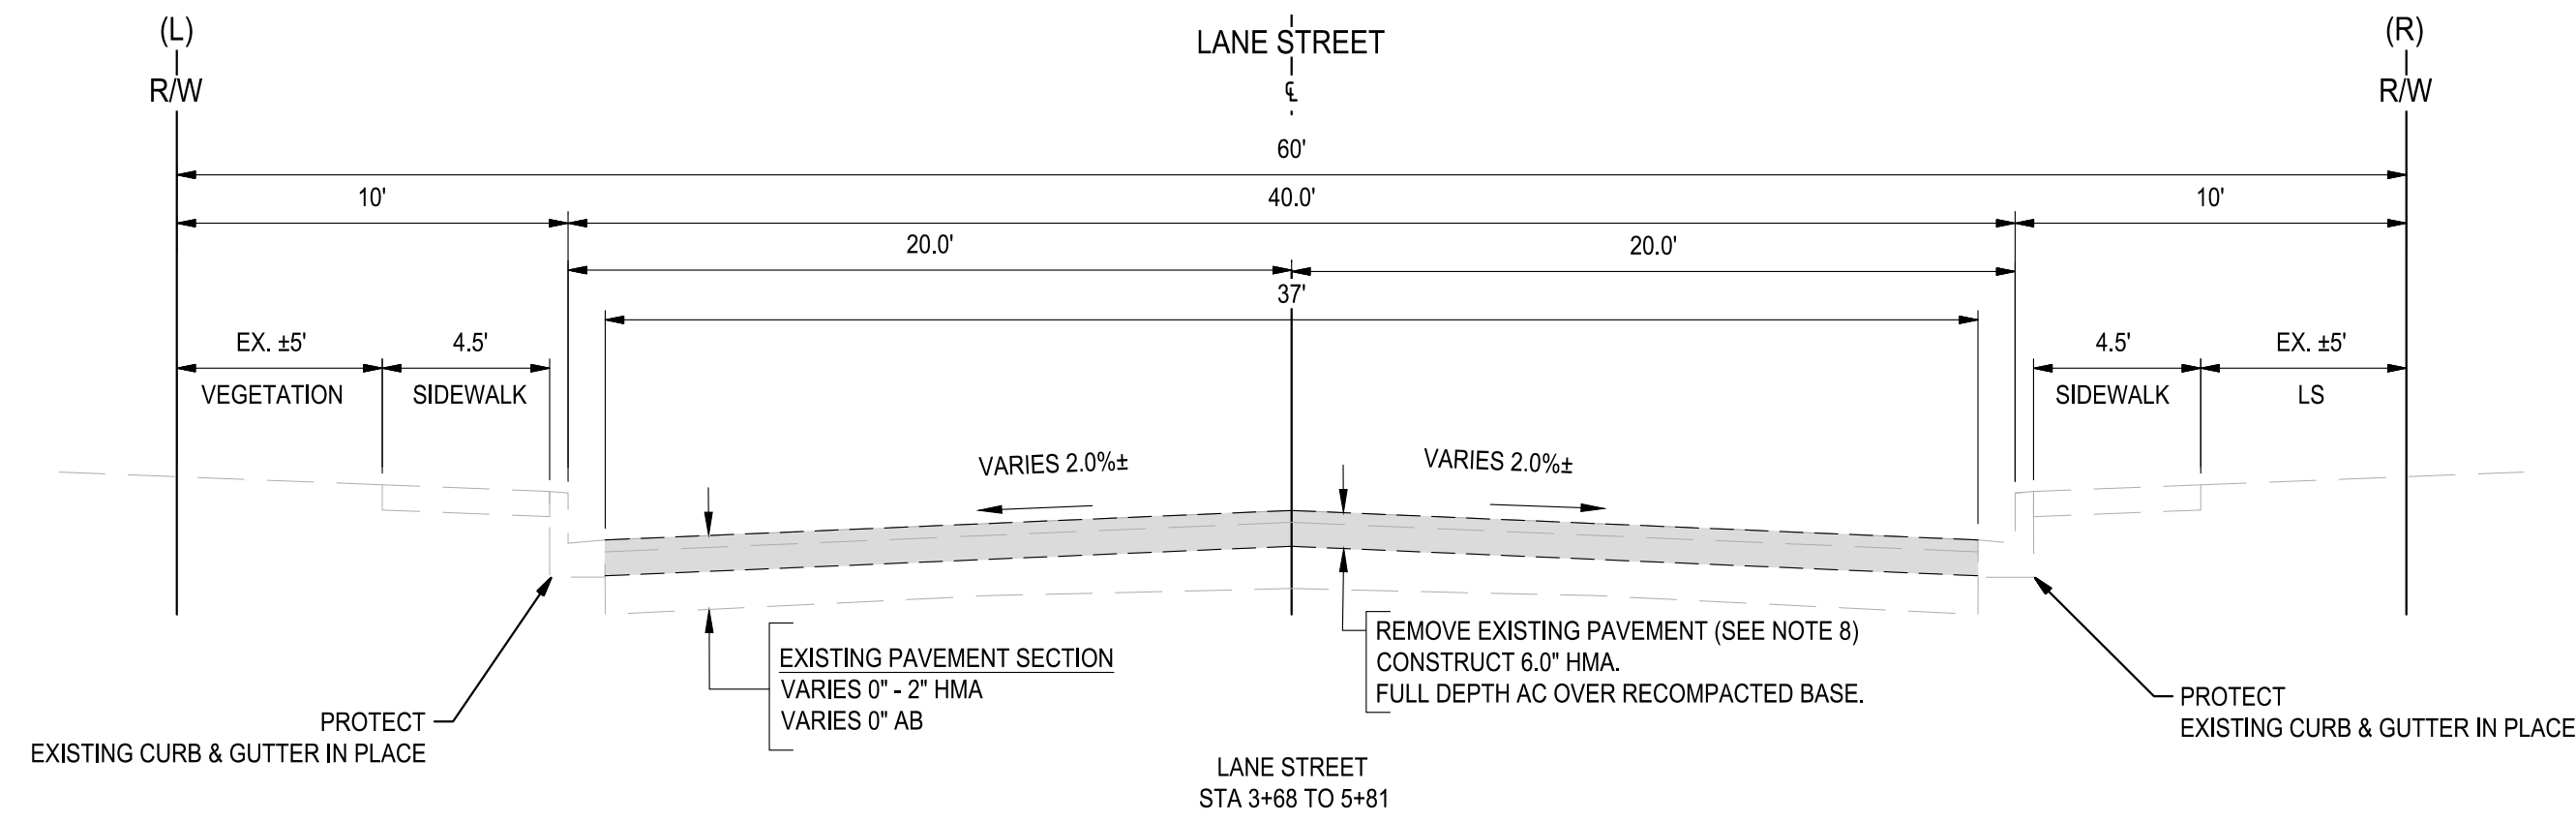 (L)
LANE STREET
(R)
R/W
℄
R/W
60'
10'
40.0'
10'
20.0'
20.0'
37'
EX. ±5'
4.5'
4.5'
EX. ±5'
VEGETATION
SIDEWALK
SIDEWALK
LS
VARIES 2.0%±
VARIES 2.0%±
EXISTING PAVEMENT SECTION
VARIES 0" - 2" HMA
VARIES 0" AB
REMOVE EXISTING PAVEMENT (SEE NOTE 8)
CONSTRUCT 6.0" HMA.
FULL DEPTH AC OVER RECOMPACTED BASE.
PROTECT
EXISTING CURB & GUTTER IN PLACE
PROTECT
EXISTING CURB & GUTTER IN PLACE
LANE STREET
STA 3+68 TO 5+81